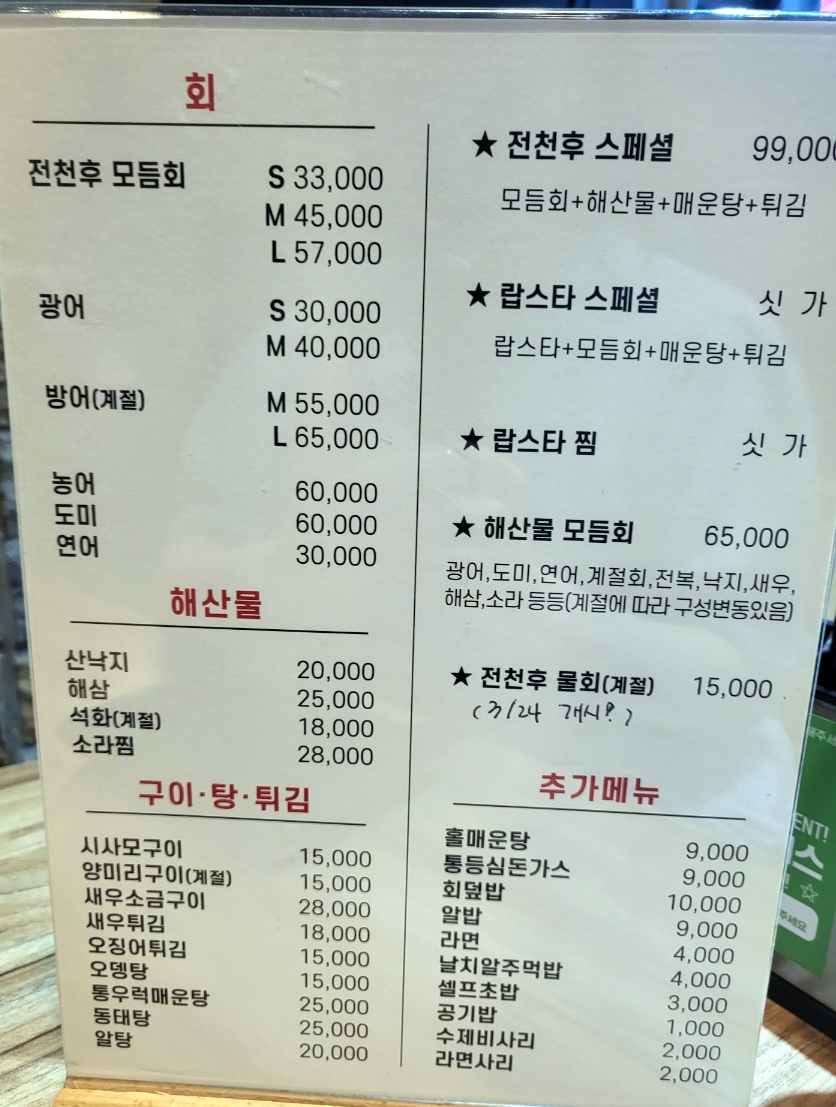 회
전천후 모듬회 S 33,000
M 45,000
L 57,000
광어 S 30,000
M 40,000
방어(계절) M 55,000
L 65,000
농어 60,000
도미 60,000
연어 30,000
해산물
산낙지 20,000
해삼 25,000
석화(계절) 18,000
소라찜 28,000
구이·탕·튀김
시사모구이 15,000
양미리구이(계절) 15,000
새우소금구이 28,000
새우튀김 18,000
오징어튀김 15,000
오뎅탕 15,000
통우럭매운탕 25,000
동태탕 25,000
알탕 20,000
★ 전천후 스페셜 99,000
모듬회+해산물+매운탕+튀김
★ 랍스타 스페셜 싯 가
랍스타+모듬회+매운탕+튀김
★ 랍스타 찜 싯 가
★ 해산물 모듬회 65,000
광어,도미,연어,계절회,전복,낙지,새우,
해삼,소라 등등(계절에 따라 구성변동있음)
★ 전천후 물회(계절) 15,000
(3/24 개시!)
추가메뉴
홀매운탕 9,000
통등심돈가스 9,000
회덮밥 10,000
알밥 9,000
라면 4,000
날치알주먹밥 4,000
셀프초밥 3,000
공기밥 1,000
수제비사리 2,000
라면사리 2,000